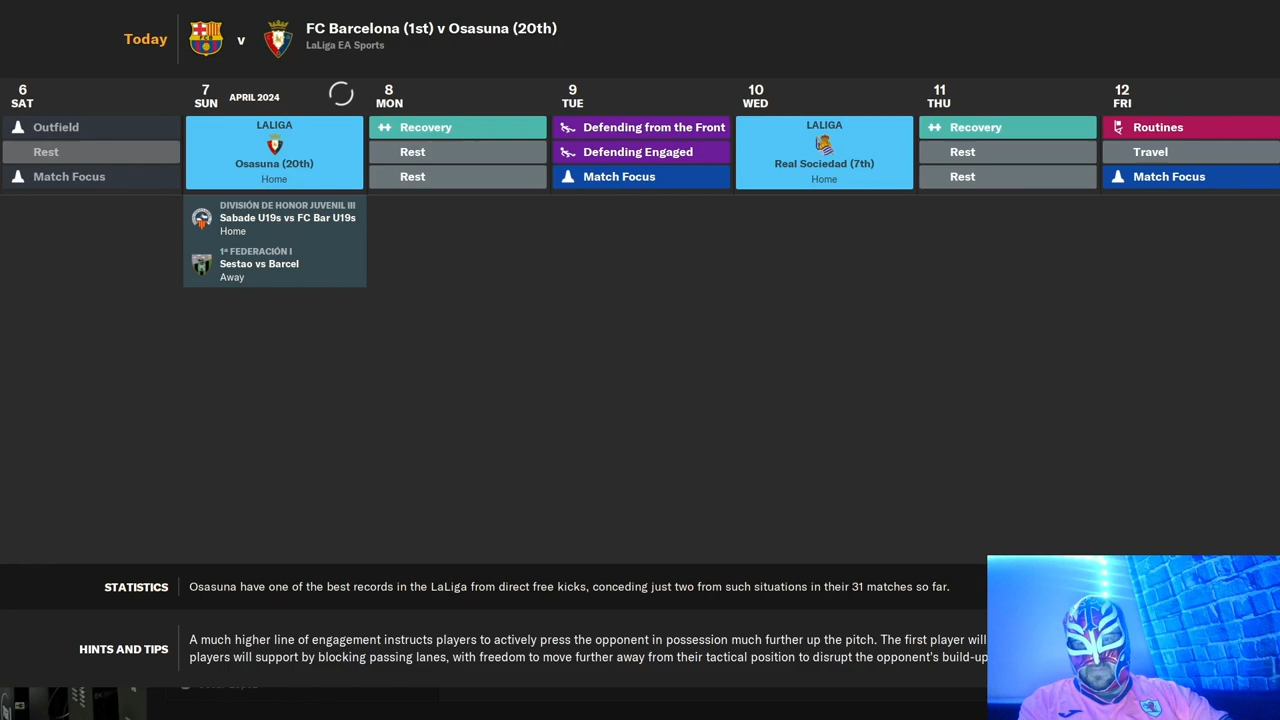 Today
v
FC Barcelona (1st) v Osasuna (20th)
LaLiga EA Sports
6
SAT
7
SUN APRIL 2024
8
MON
9
TUE
10
WED
11
THU
12
FRI
Outfield
Rest
Match Focus
LALIGA
Osasuna (20th)
Home
Recovery
Rest
Rest
Defending from the Front
Defending Engaged
Match Focus
LALIGA
Real Sociedad (7th)
Home
Recovery
Rest
Rest
Routines
Travel
Match Focus
DIVISIÓN DE HONOR JUVENIL III
Sabade U19s vs FC Bar U19s
Home
1ª FEDERACIÓN I
Sestao vs Barcel
Away
STATISTICS
Osasuna have one of the best records in the LaLiga from direct free kicks, conceding just two from such situations in their 31 matches so far.
HINTS AND TIPS
A much higher line of engagement instructs players to actively press the opponent in possession much further up the pitch. The first player will
players will support by blocking passing lanes, with freedom to move further away from their tactical position to disrupt the opponent's build-up